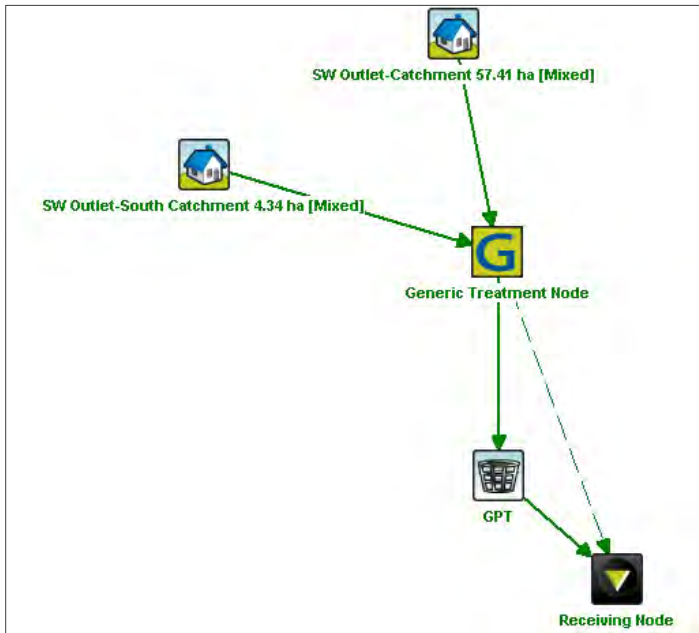 SW Outlet-Catchment 57.41 ha [Mixed]
SW Outlet-South Catchment 4.34 ha [Mixed]
G
Generic Treatment Node
GPT
Receiving Node